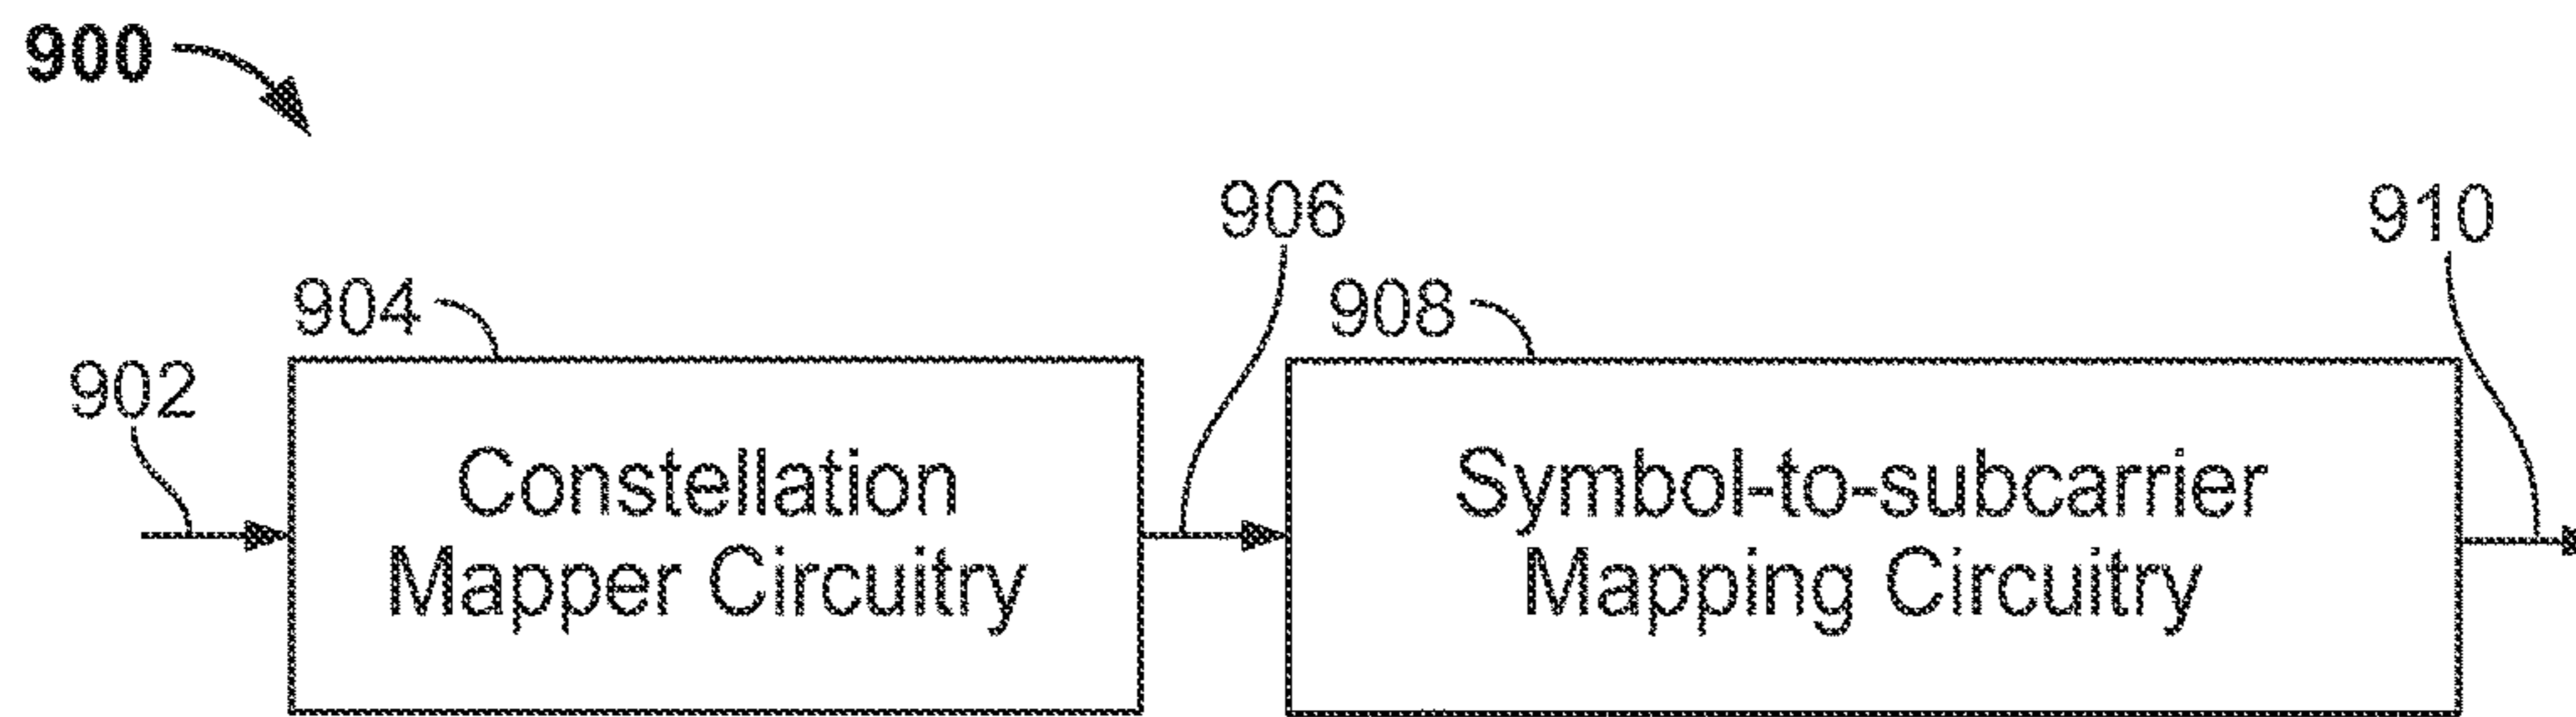 900
906
910
904
908
902
Constellation
Mapper Circuitry
Symbol-to-subcarrier
Mapping Circuitry